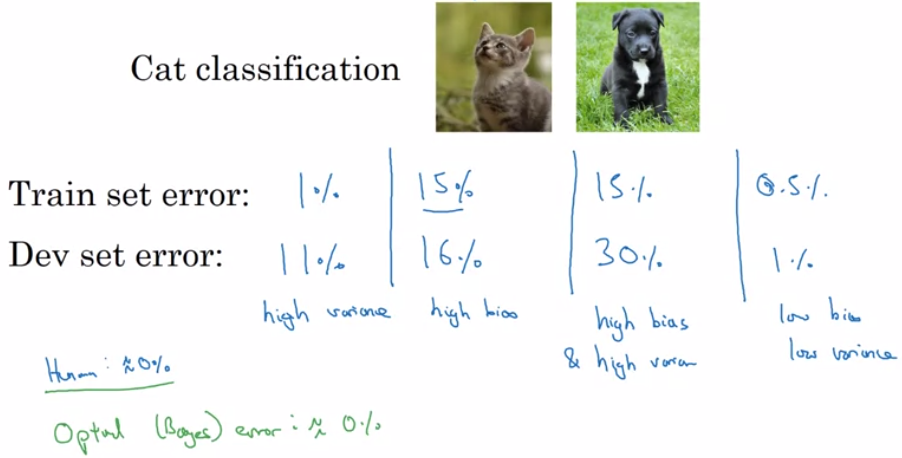 Cat classification
Train set error: 1% 15% 15% 0.5%
Dev set error: 11% 16% 30% 1%
high variance high bias high bias low bias
& high varian low variance
Human: ≈0%
Optml (Bayes) error: ≈ 0%